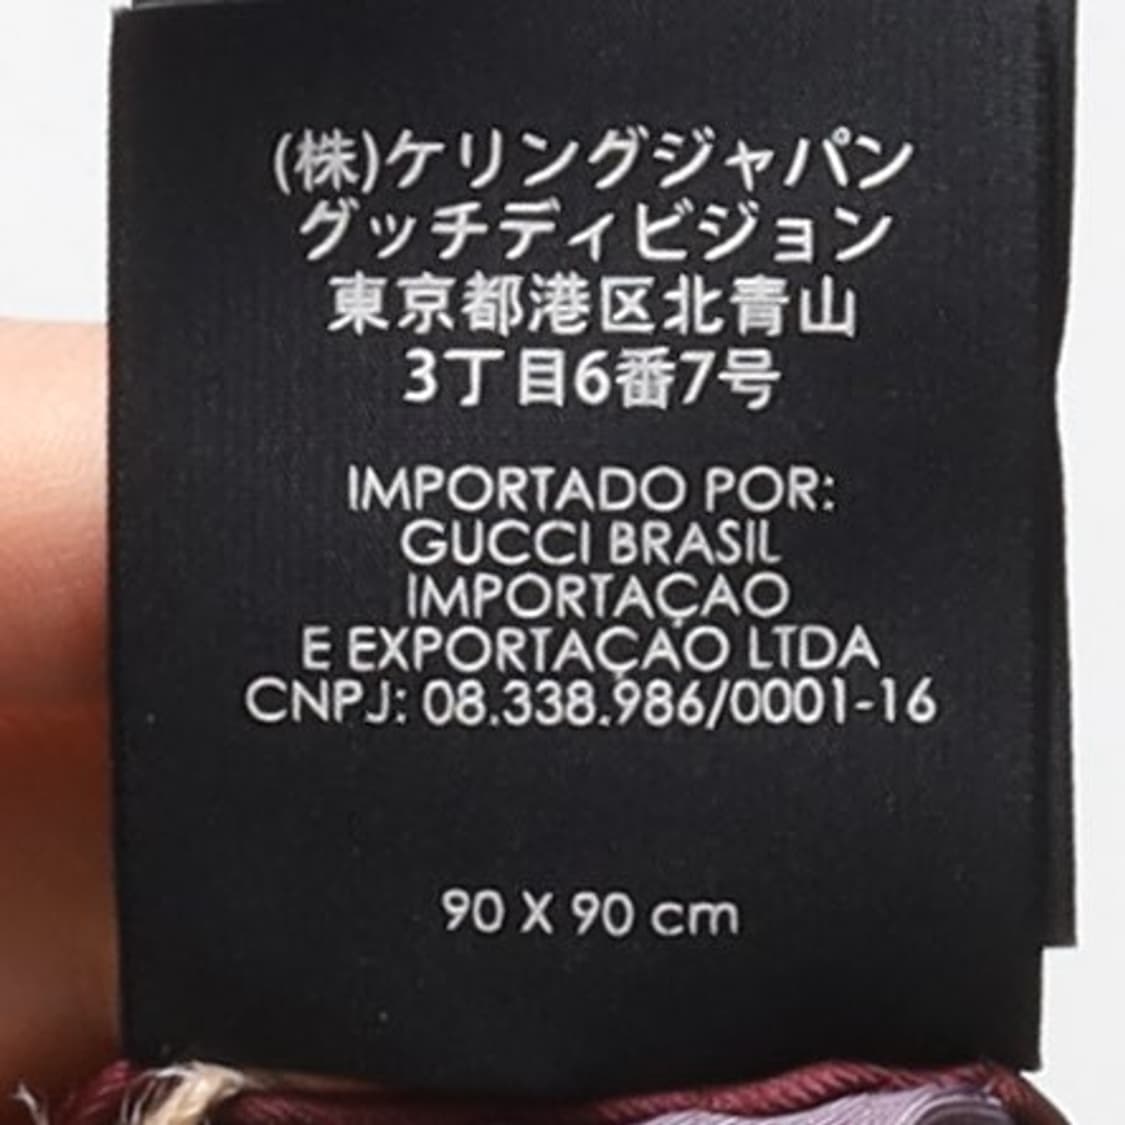 (株)ケリングジャパン
グッチディビジョン
東京都港区北青山
3丁目6番7号
IMPORTADO POR:
GUCCI BRASIL
IMPORTAÇAO
E EXPORTAÇAO LTDA
CNPJ: 08.338.986/0001-16
90 X 90 cm